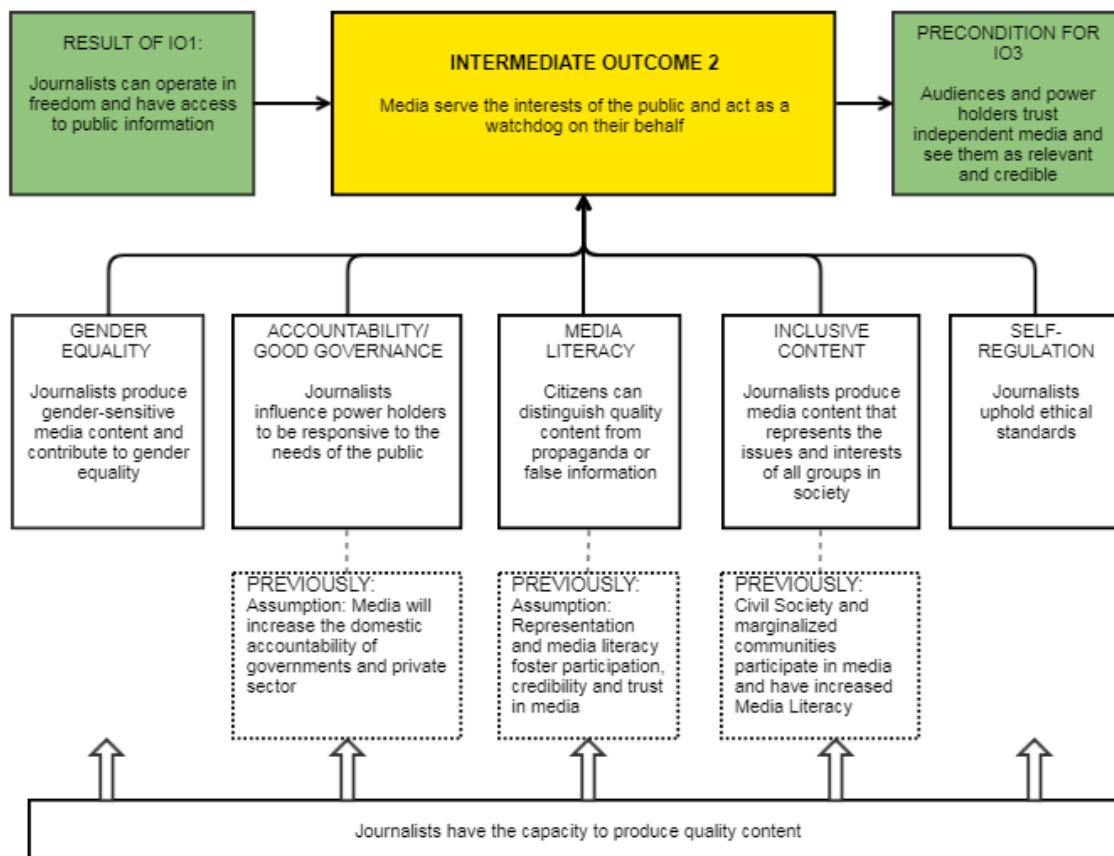 RESULT OF IO1:
Journalists can operate in
freedom and have access
to public information
INTERMEDIATE OUTCOME 2
Media serve the interests of the public and act as a
watchdog on their behalf
PRECONDITION FOR
IO3
Audiences and power
holders trust
independent media and
see them as relevant
and credible
GENDER
EQUALITY
Journalists produce
gender-sensitive
media content and
contribute to gender
equality
ACCOUNTABILITY/
GOOD GOVERNANCE
Journalists
influence power holders
to be responsive to the
needs of the public
MEDIA
LITERACY
Citizens can
distinguish quality
content from
propaganda or
false information
INCLUSIVE
CONTENT
Journalists produce
media content that
represents the
issues and interests
of all groups in
society
SELF-
REGULATION
Journalists
uphold ethical
standards
PREVIOUSLY:
Assumption: Media will
increase the domestic
accountability of
governments and private
sector
PREVIOUSLY:
Assumption:
Representation
and media literacy
foster participation,
credibility and trust
in media
PREVIOUSLY:
Civil Society and
marginalized
communities
participate in media
and have increased
Media Literacy
Journalists have the capacity to produce quality content